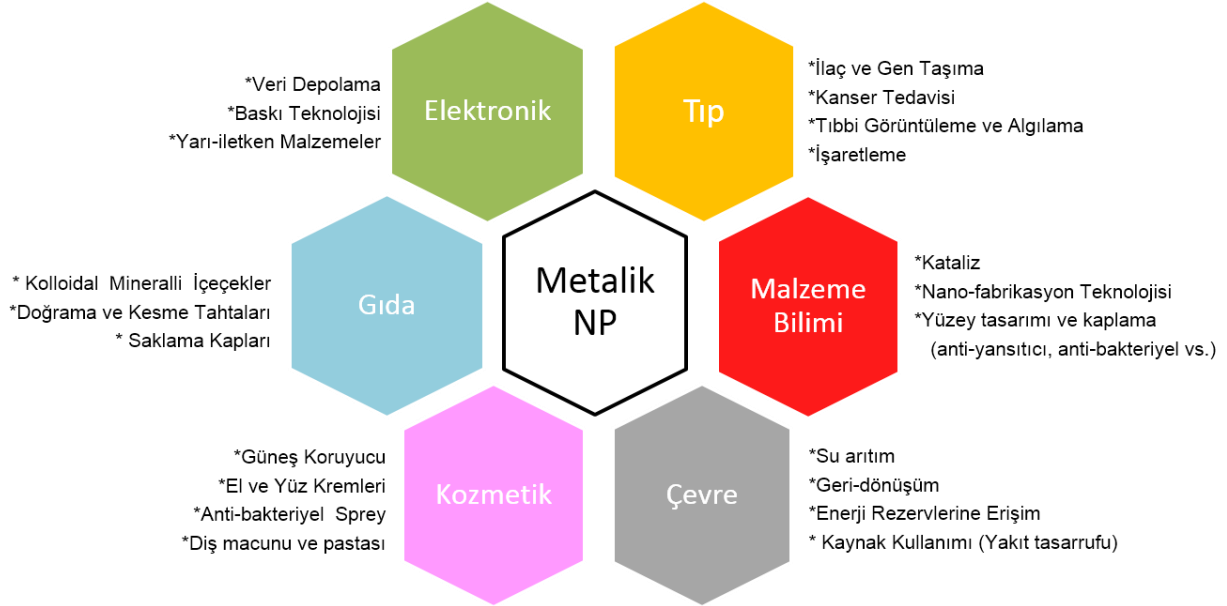 Elektronik
*Veri Depolama
*Baskı Teknolojisi
*Yarı-iletken Malzemeler
Tıp
*İlaç ve Gen Taşıma
*Kanser Tedavisi
*Tıbbi Görüntüleme ve Algılama
*İşaretleme
Gıda
* Kolloidal Mineralli İçeçekler
*Doğrama ve Kesme Tahtaları
* Saklama Kapları
Metalik
NP
Malzeme
Bilimi
*Kataliz
*Nano-fabrikasyon Teknolojisi
*Yüzey tasarımı ve kaplama
(anti-yansıtıcı, anti-bakteriyel vs.)
Kozmetik
*Güneş Koruyucu
*El ve Yüz Kremleri
*Anti-bakteriyel Sprey
*Diş macunu ve pastası
Çevre
*Su arıtım
*Geri-dönüşüm
*Enerji Rezervlerine Erişim
* Kaynak Kullanımı (Yakıt tasarrufu)